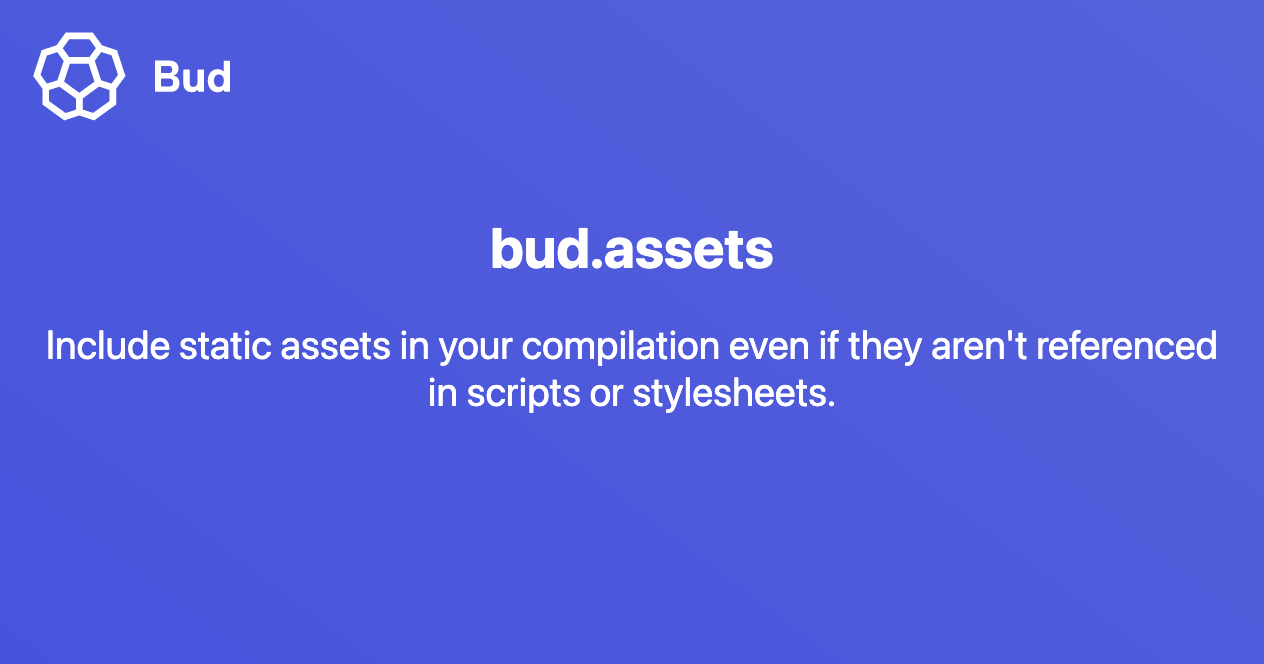 Bud
bud.assets
Include static assets in your compilation even if they aren't referenced
in scripts or stylesheets.